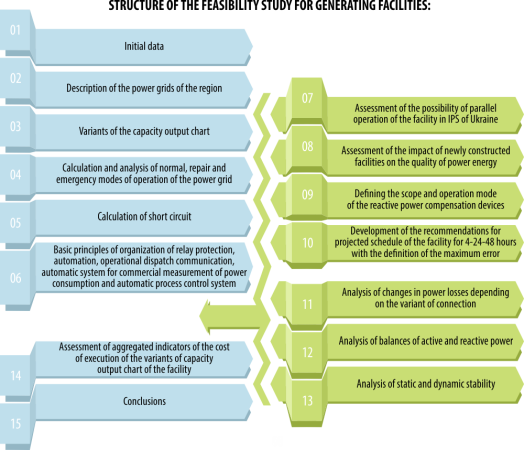 STRUCTURE OF THE FEASIBILITY STUDY FOR GENERATING FACILITIES:
01
Initial data
02
Description of the power grids of the region
03
Variants of the capacity output chart
04
Calculation and analysis of normal, repair and
emergency modes of operation of the power grid
05
Calculation of short circuit
06
Basic principles of organization of relay protection,
automation, operational dispatch communication,
automatic system for commercial measurement of power
consumption and automatic process control system
07
Assessment of the possibility of parallel
operation of the facility in IPS of Ukraine
08
Assessment of the impact of newly constructed
facilities on the quality of power energy
09
Defining the scope and operation mode
of the reactive power compensation devices
10
Development of the recommendations for
projected schedule of the facility for 4-24-48 hours
with the definition of the maximum error
11
Analysis of changes in power losses depending
on the variant of connection
12
Analysis of balances of active and reactive power
13
Analysis of static and dynamic stability
14
Assessment of aggregated indicators of the cost
of execution of the variants of capacity
output chart of the facility
15
Conclusions